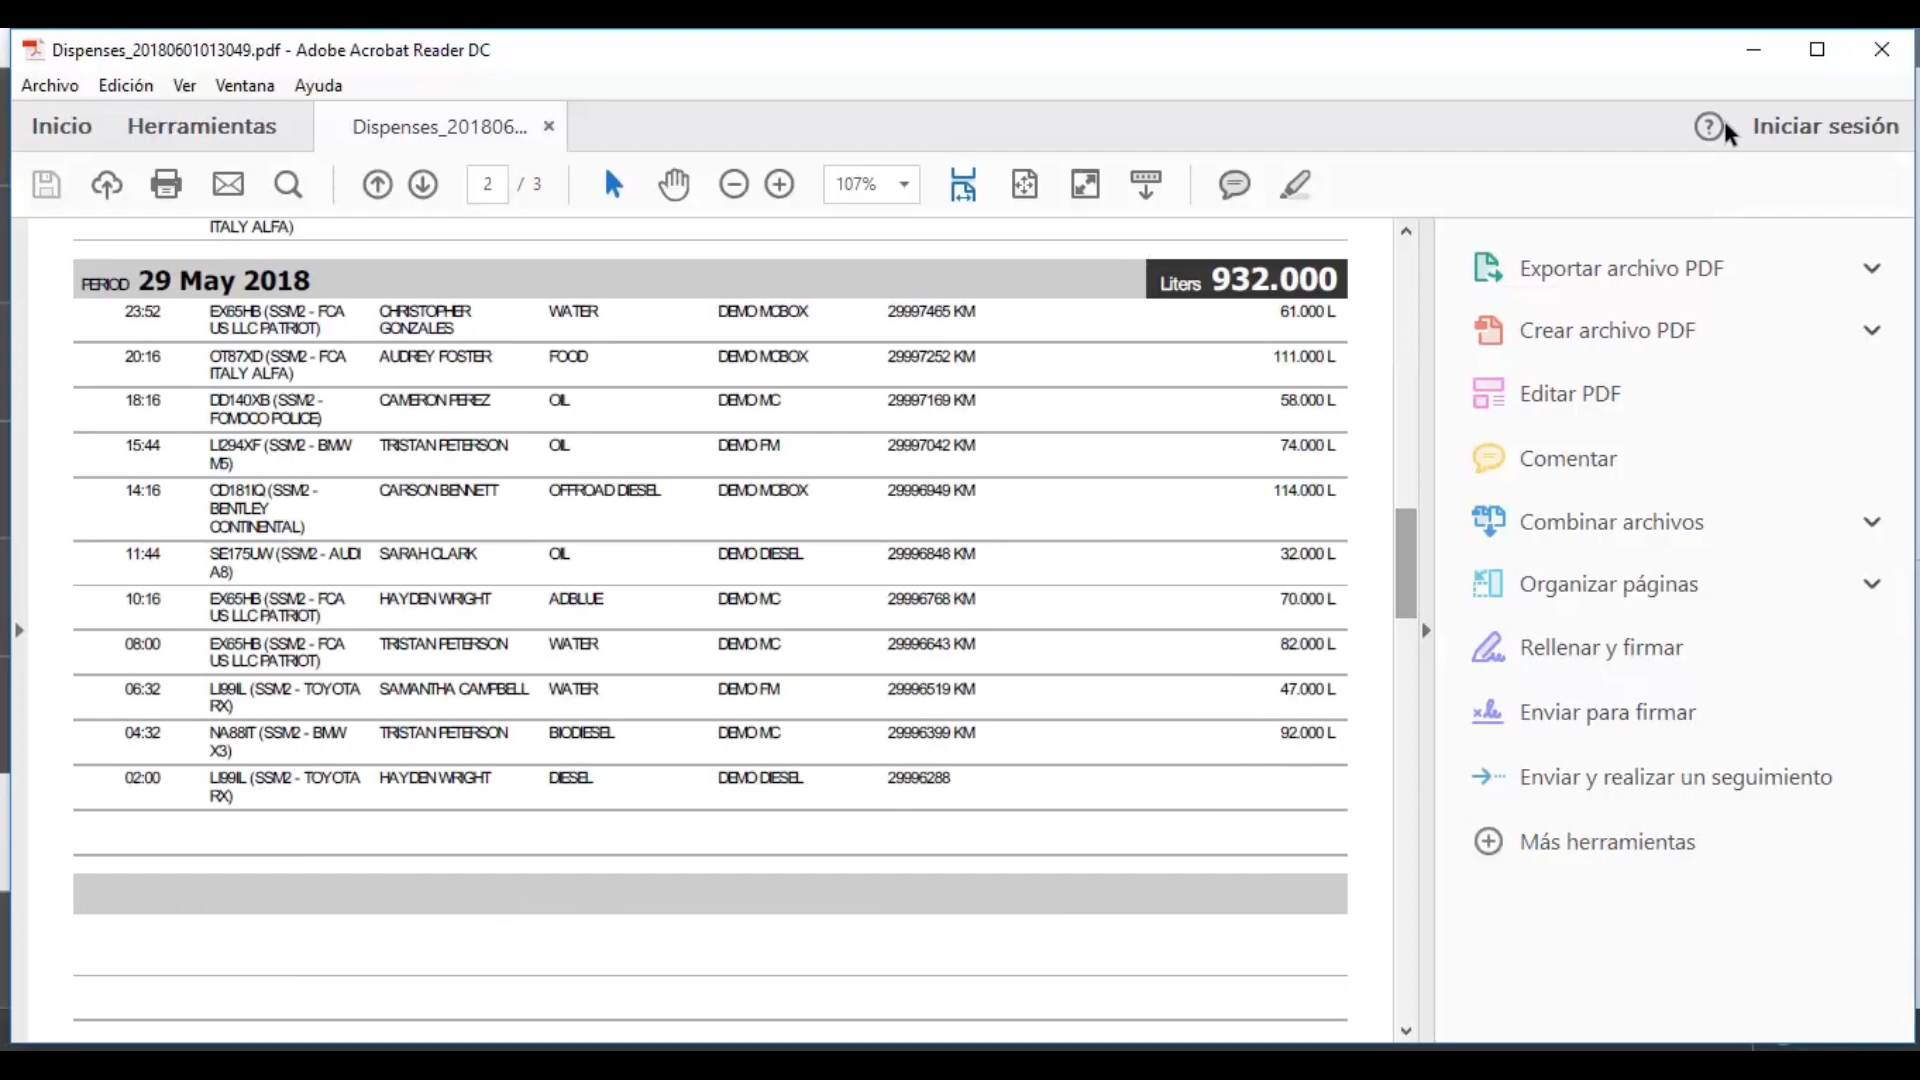 Dispenses_20180601013049.pdf - Adobe Acrobat Reader DC
Archivo Edición Ver Ventana Ayuda
Inicio Herramientas Dispenses_201806... × ? Iniciar sesión
2 / 3 107%
ITALY ALFA)
PERIOD 29 May 2018 Liters 932.000
23:52 EX65HB (SSM2 - FCA CHRISTOPHER WATER DEMO MCBOX 29997465 KM 61.000 L
US LLC PATRIOT) GONZALES
20:16 OT87XD (SSM2 - FCA AUDREY FOSTER FOOD DEMO MCBOX 29997252 KM 111.000 L
ITALY ALFA)
18:16 DD140XB (SSM2 - CAMERON PEREZ OIL DEMO MC 29997169 KM 58.000 L
FOMOCO POLICE)
15:44 LI294XF (SSM2 - BMW TRISTAN PETERSON OIL DEMO FM 29997042 KM 74.000 L
M5)
14:16 CD181IQ (SSM2 - CARSON BENNETT OFFROAD DIESEL DEMO MCBOX 29996949 KM 114.000 L
BENTLEY
CONTINENTAL)
11:44 SE175UW (SSM2 - AUDI SARAH CLARK OIL DEMO DIESEL 29996848 KM 32.000 L
A8)
10:16 EX65HB (SSM2 - FCA HAYDEN WRIGHT ADBLUE DEMO MC 29996768 KM 70.000 L
US LLC PATRIOT)
08:00 EX65HB (SSM2 - FCA TRISTAN PETERSON WATER DEMO MC 29996643 KM 82.000 L
US LLC PATRIOT)
06:32 LI99IL (SSM2 - TOYOTA SAMANTHA CAMPBELL WATER DEMO FM 29996519 KM 47.000 L
RX)
04:32 NA88IT (SSM2 - BMW TRISTAN PETERSON BIODIESEL DEMO MC 29996399 KM 92.000 L
X3)
02:00 LI99IL (SSM2 - TOYOTA HAYDEN WRIGHT DIESEL DEMO DIESEL 29996288
RX)
Exportar archivo PDF
Crear archivo PDF
Editar PDF
Comentar
Combinar archivos
Organizar páginas
Rellenar y firmar
Enviar para firmar
Enviar y realizar un seguimiento
Más herramientas